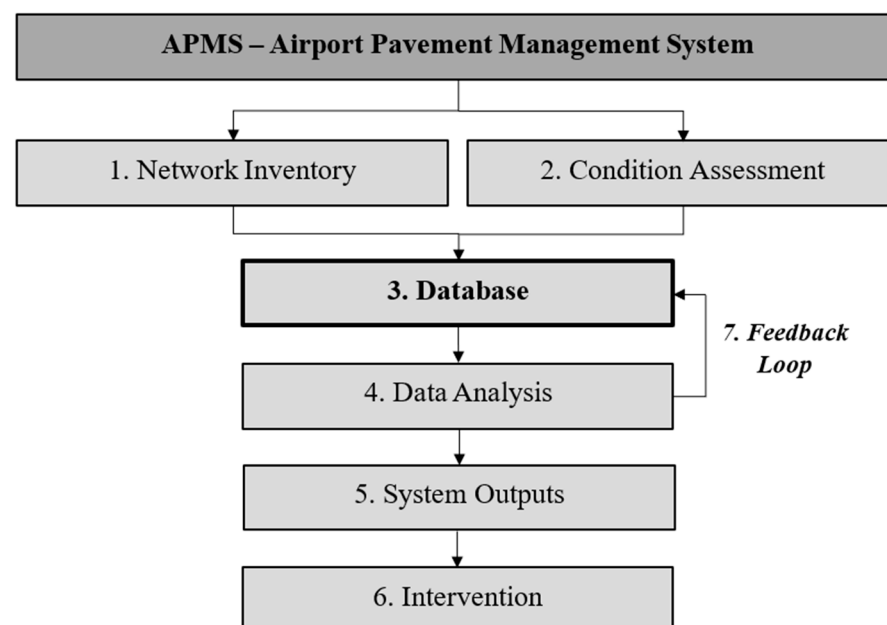 APMS – Airport Pavement Management System
1. Network Inventory
2. Condition Assessment
3. Database
7. Feedback
Loop
4. Data Analysis
5. System Outputs
6. Intervention